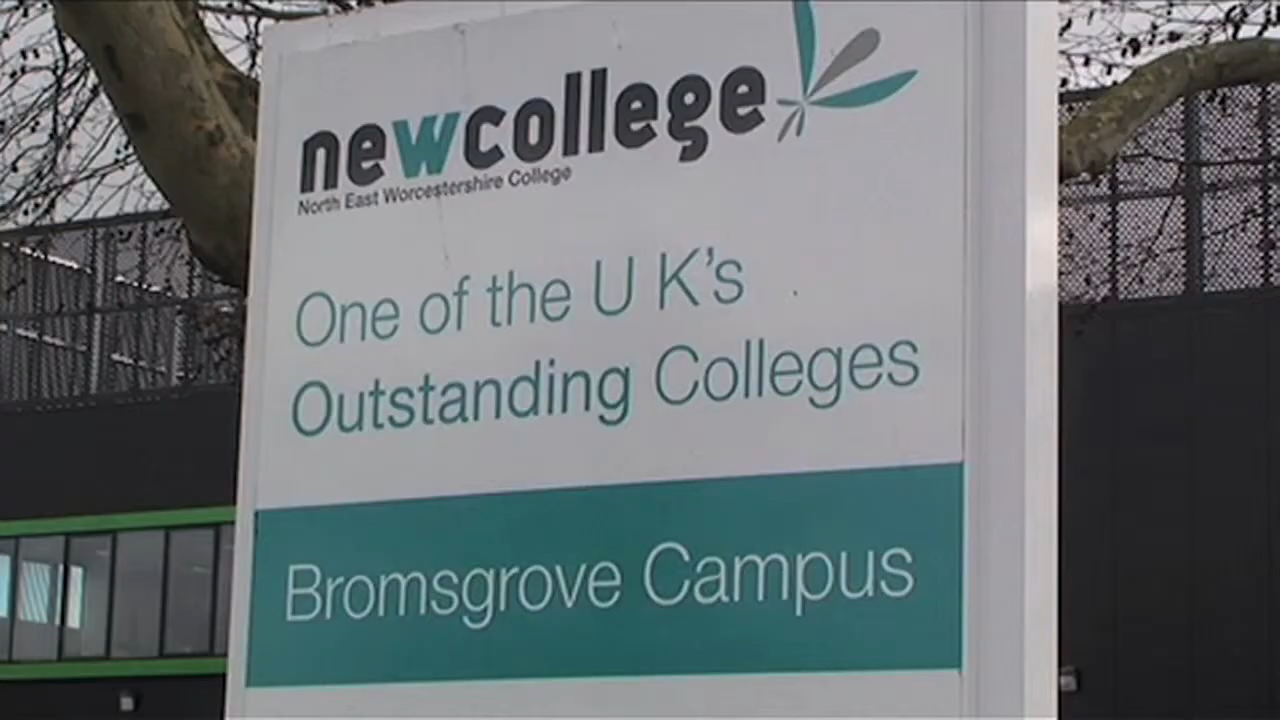 newcollege
North East Worcestershire College
One of the U K's
Outstanding Colleges
Bromsgrove Campus